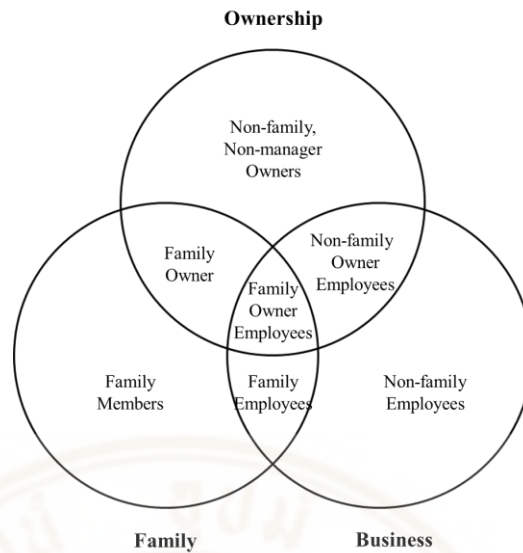 Ownership
Non-family,
Non-manager
Owners
Family
Owner
Non-family
Owner
Employees
Family
Owner
Employees
Family
Members
Family
Employees
Non-family
Employees
Family
Business